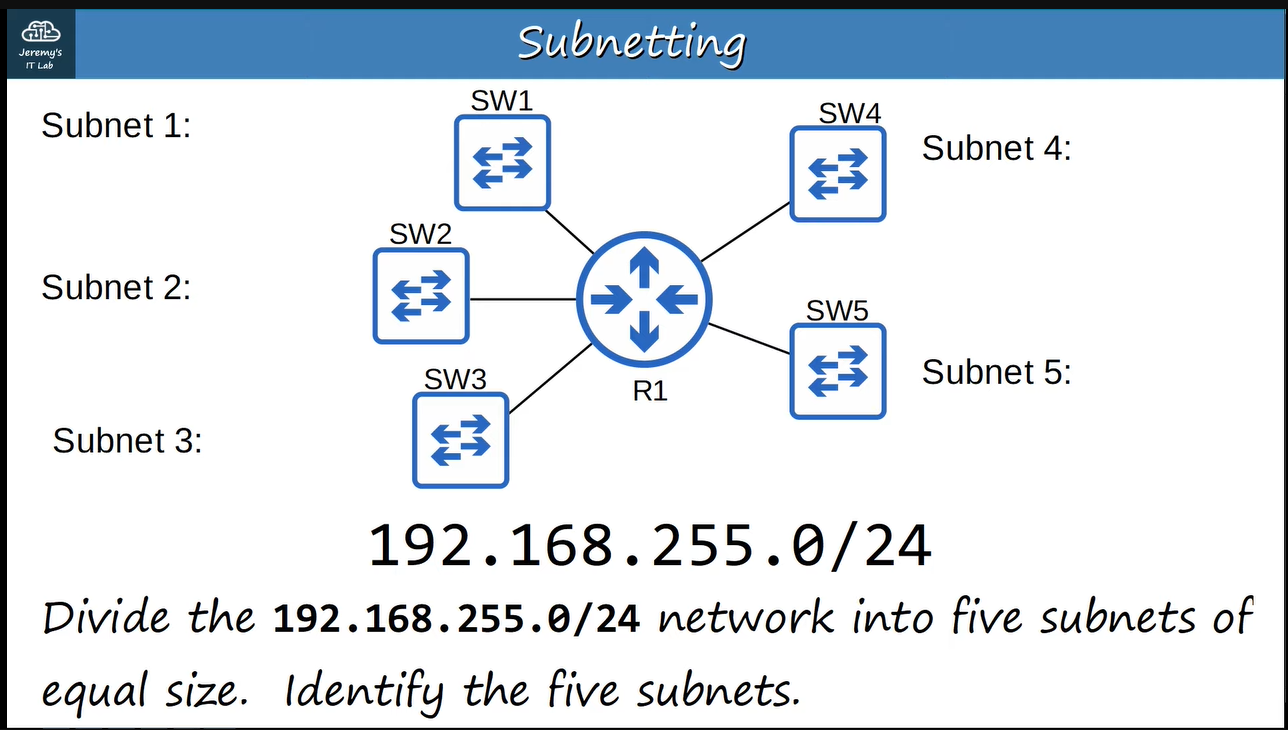 Jeremy's
IT Lab
Subnetting
SW1
SW4
Subnet 1:
Subnet 4:
SW2
Subnet 2:
SW5
SW3
R1
Subnet 5:
Subnet 3:
192.168.255.0/24
Divide the 192.168.255.0/24 network into five subnets of
equal size. Identify the five subnets.